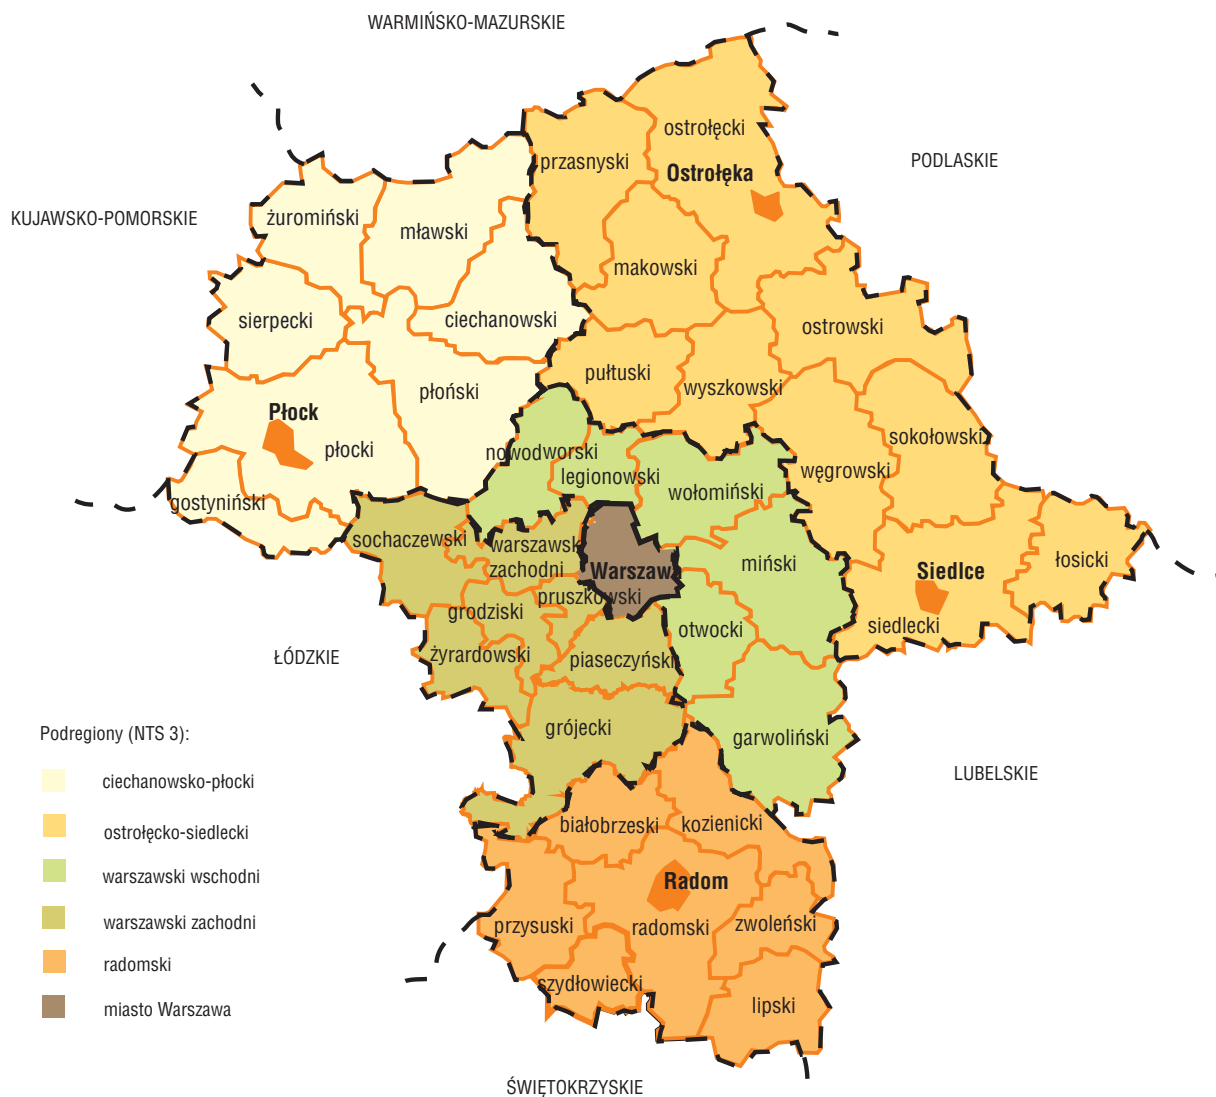 WARMIŃSKO-MAZURSKIE
ostrołęcki
przasnyski
PODLASKIE
Ostrołęka
KUJAWSKO-POMORSKIE
żuromiński
mławski
makowski
sierpecki
ciechanowski
ostrowski
pułtuski
wyszkowski
płoński
Płock
płocki
sokołowski
nowodworski
legionowski
węgrowski
wołomiński
gostyniński
sochaczewski
warszawsk
zachodni
Warszawa
miński
Siedlce
łosicki
pruszkowski
grodziski
otwocki
siedlecki
ŁÓDZKIE
żyrardowski
piaseczyński
grójecki
garwoliński
Podregiony (NTS 3):
LUBELSKIE
ciechanowsko-płocki
ostrołęcko-siedlecki
warszawski wschodni
warszawski zachodni
radomski
miasto Warszawa
białobrzeski
kozienicki
Radom
przysuski
radomski
zwoleński
szydłowiecki
lipski
ŚWIĘTOKRZYSKIE